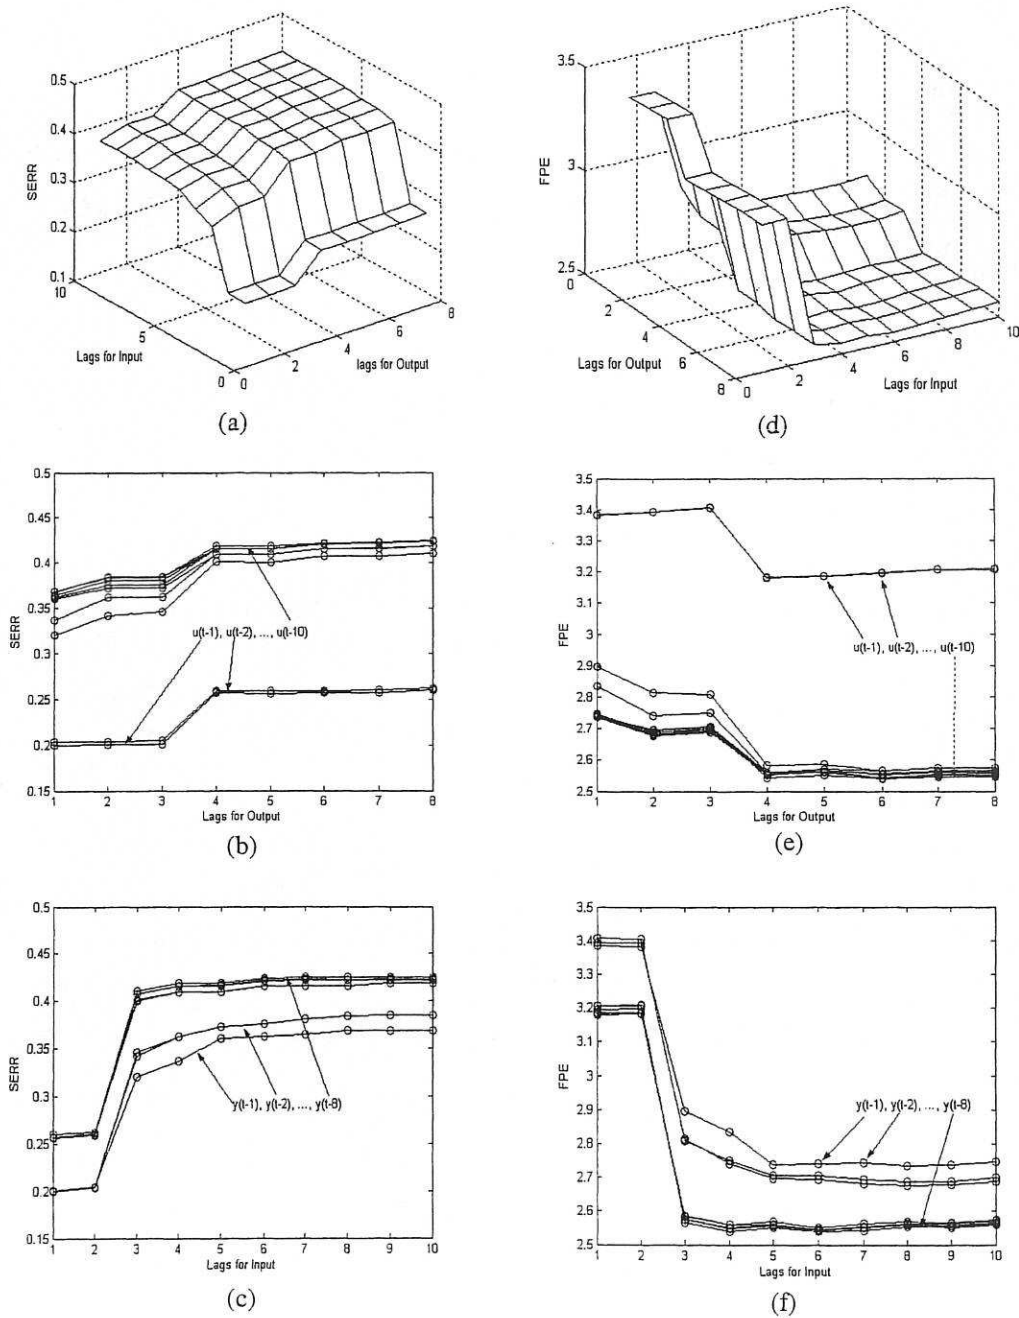 0.5
0.4
0.3
0.2
0.1
SERR
10
5
0
Lags for Input
0
2
4
6
8
lags for Output
(a)
3.5
3
2.5
FPE
0
2
4
6
8
Lags for Output
0
2
4
6
8
10
Lags for Input
(d)
0.5
0.45
0.4
0.35
0.3
0.25
0.2
0.15
SERR
u(t-1), u(t-2), ..., u(t-10)
1 2 3 4 5 6 7 8
Lags for Output
(b)
3.5
3.4
3.3
3.2
3.1
3
2.9
2.8
2.7
2.6
2.5
FPE
u(t-1), u(t-2), ..., u(t-10)
1 2 3 4 5 6 7 8
Lags for Output
(e)
0.5
0.45
0.4
0.35
0.3
0.25
0.2
0.15
SERR
y(t-1), y(t-2), ..., y(t-8)
1 2 3 4 5 6 7 8 9 10
Lags for Input
(c)
3.5
3.4
3.3
3.2
3.1
3
2.9
2.8
2.7
2.6
2.5
FPE
y(t-1), y(t-2), ..., y(t-8)
1 2 3 4 5 6 7 8 9 10
Lags for Input
(f)